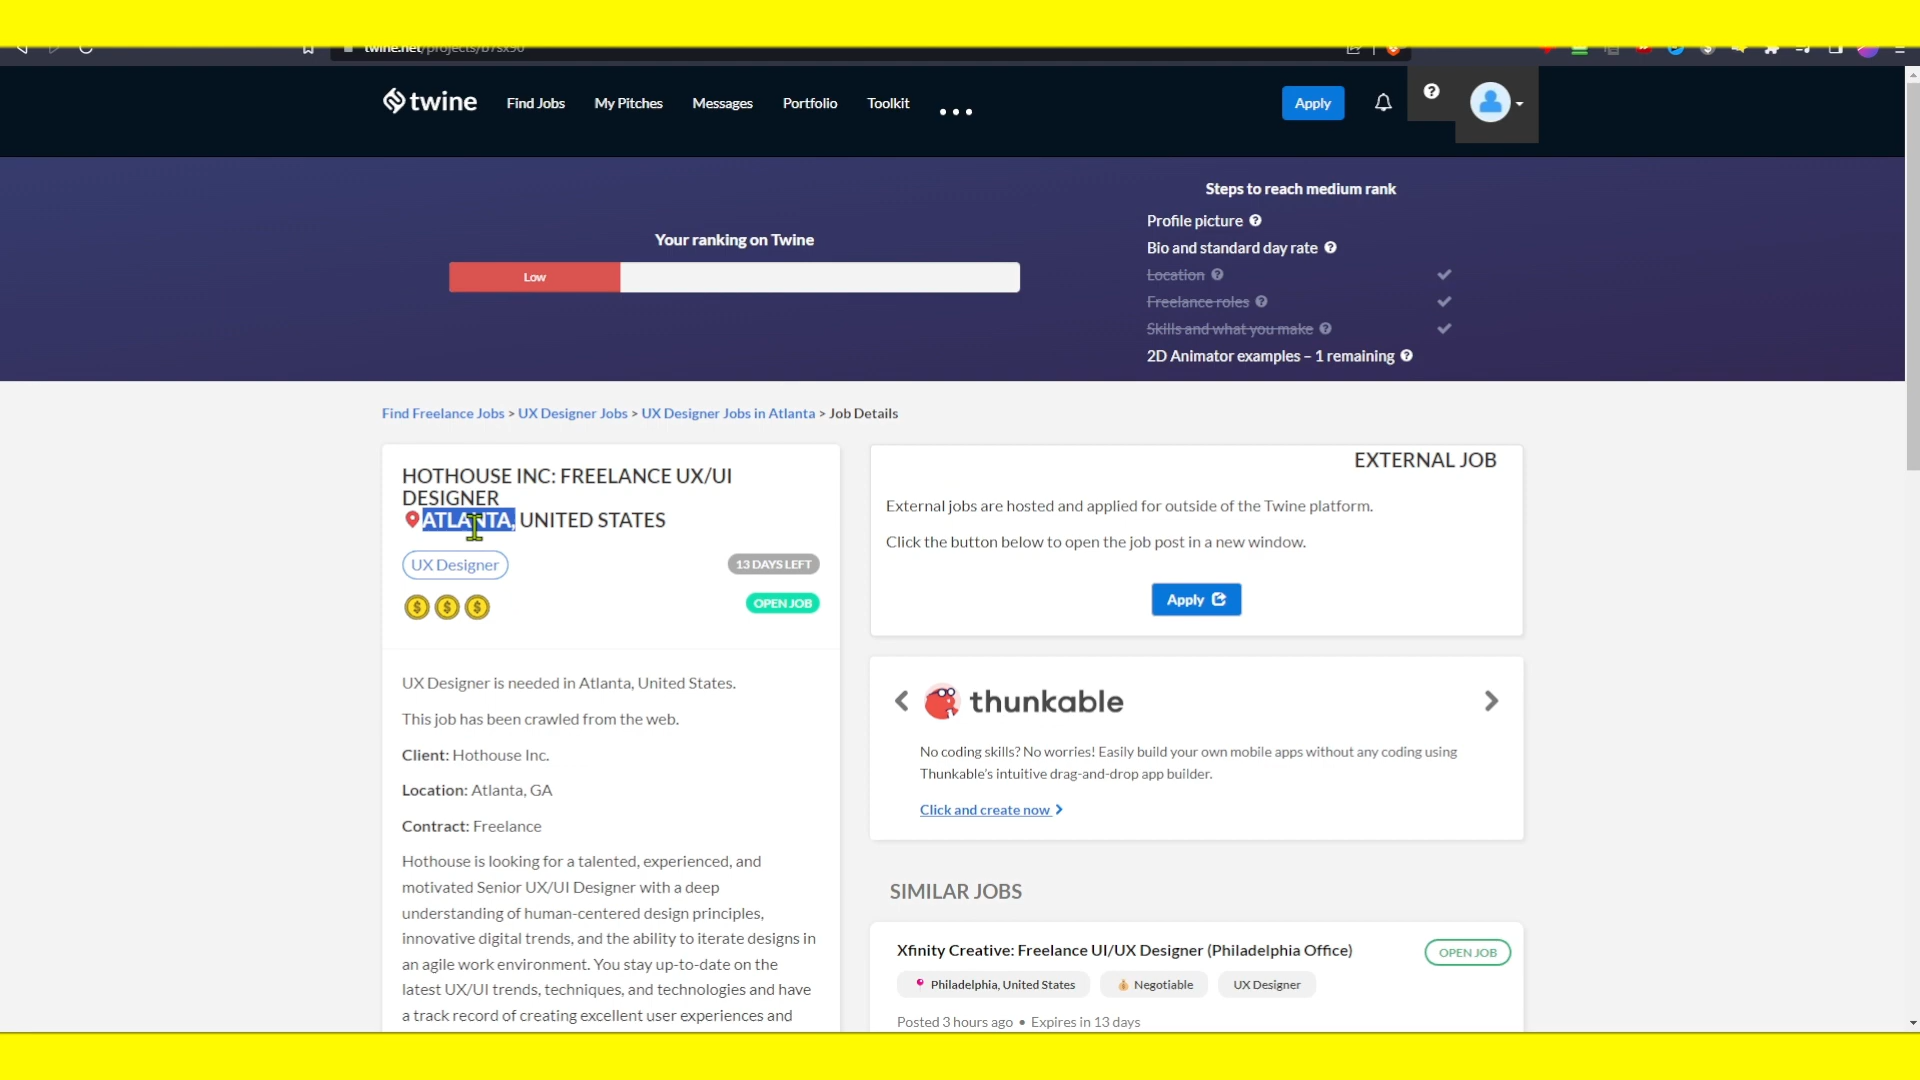 twine.net/projects/b7sx90
twine
Find Jobs
My Pitches
Messages
Portfolio
Toolkit
Apply
Your ranking on Twine
Low
Steps to reach medium rank
Profile picture
Bio and standard day rate
Location
Freelance roles
Skills and what you make
2D Animator examples – 1 remaining
Find Freelance Jobs > UX Designer Jobs > UX Designer Jobs in Atlanta > Job Details
HOTHOUSE INC: FREELANCE UX/UI
DESIGNER
ATLANTA, UNITED STATES
UX Designer
13 DAYS LEFT
OPEN JOB
UX Designer is needed in Atlanta, United States.
This job has been crawled from the web.
Client: Hothouse Inc.
Location: Atlanta, GA
Contract: Freelance
Hothouse is looking for a talented, experienced, and
motivated Senior UX/UI Designer with a deep
understanding of human-centered design principles,
innovative digital trends, and the ability to iterate designs in
an agile work environment. You stay up-to-date on the
latest UX/UI trends, techniques, and technologies and have
a track record of creating excellent user experiences and
EXTERNAL JOB
External jobs are hosted and applied for outside of the Twine platform.
Click the button below to open the job post in a new window.
Apply
thunkable
No coding skills? No worries! Easily build your own mobile apps without any coding using
Thunkable's intuitive drag-and-drop app builder.
Click and create now
SIMILAR JOBS
Xfinity Creative: Freelance UI/UX Designer (Philadelphia Office)
OPEN JOB
Philadelphia, United States
Negotiable
UX Designer
Posted 3 hours ago • Expires in 13 days